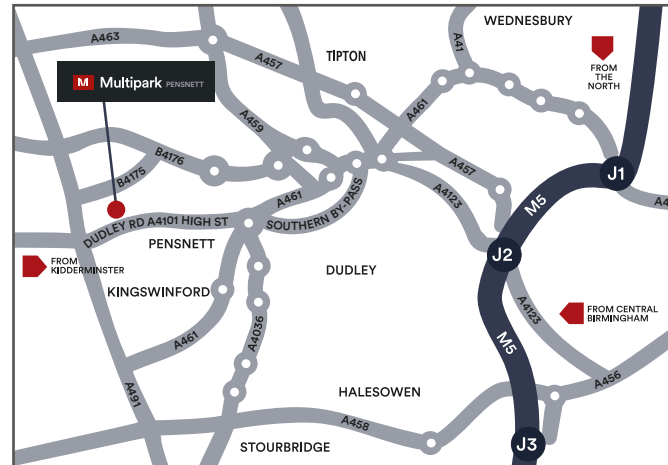 WEDNESBURY
A463
A41
TIPTON
A457
FROM
THE
NORTH
M Multipark PENSNETT
A461
A459
B4176
A457
J1
B4175
A461
A4123
A4
M5
DUDLEY RD A4101 HIGH ST
SOUTHERN BY-PASS
PENSNETT
J2
FROM
KIDDERMINSTER
DUDLEY
KINGSWINFORD
A4123
FROM CENTRAL
BIRMINGHAM
A461
A4036
M5
A491
HALESOWEN
A456
A458
STOURBRIDGE
J3